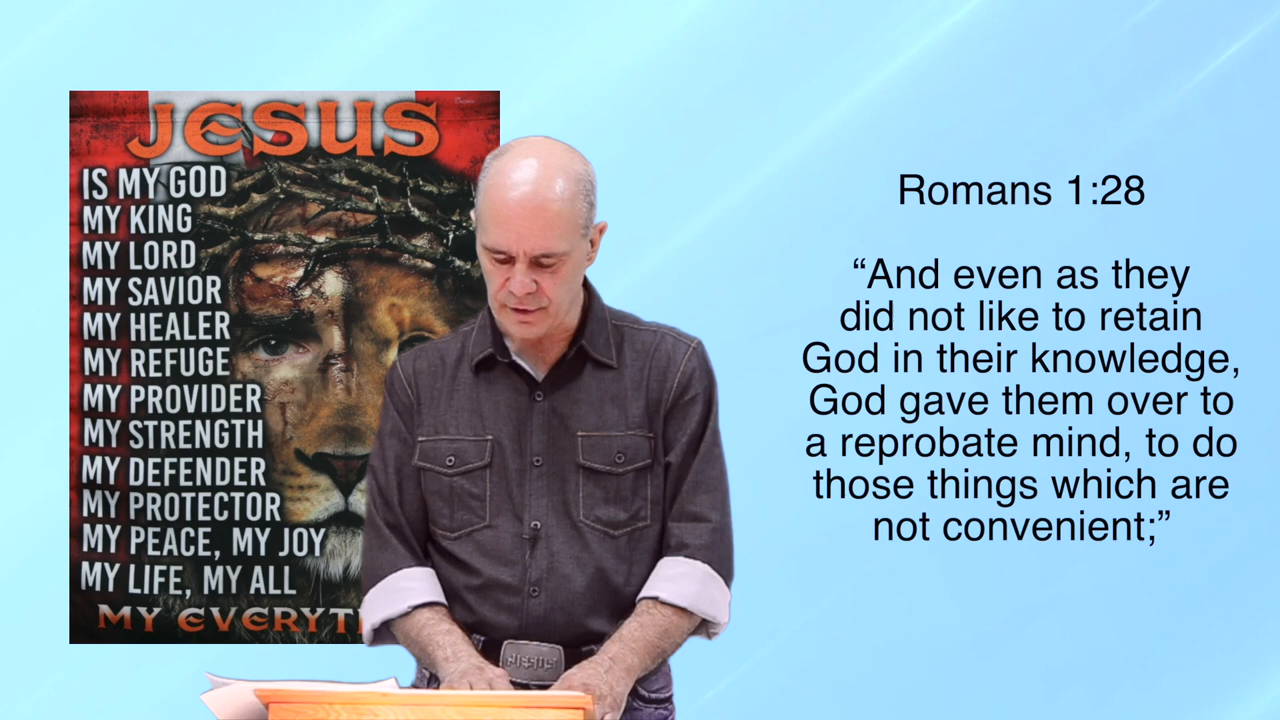 JESUS
IS MY GOD
MY KING
MY LORD
MY SAVIOR
MY HEALER
MY REFUGE
MY PROVIDER
MY STRENGTH
MY DEFENDER
MY PROTECTOR
MY PEACE, MY JOY
MY LIFE, MY ALL
MY EVERYT
JESUS
Romans 1:28
“And even as they
did not like to retain
God in their knowledge,
God gave them over to
a reprobate mind, to do
those things which are
not convenient;”